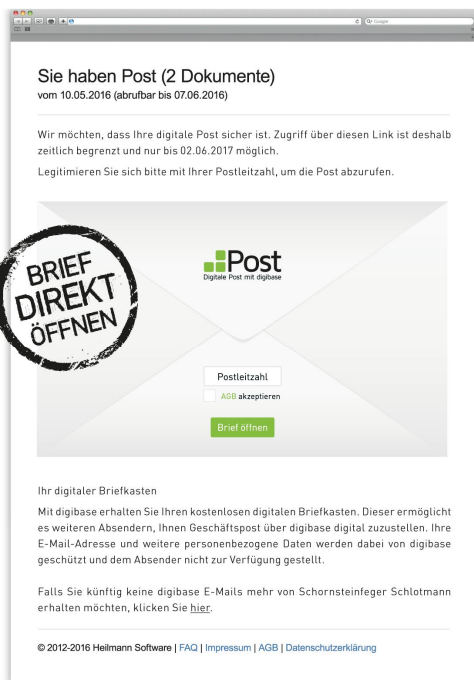 Google
Sie haben Post (2 Dokumente)
vom 10.05.2016 (abrufbar bis 07.06.2016)
Wir möchten, dass Ihre digitale Post sicher ist. Zugriff über diesen Link ist deshalb
zeitlich begrenzt und nur bis 02.06.2017 möglich.
Legitimieren Sie sich bitte mit Ihrer Postleitzahl, um die Post abzurufen.
BRIEF
DIREKT
ÖFFNEN
Post
Digitale Post mit digibase
Postleitzahl
AGB akzeptieren
Brief öffnen
Ihr digitaler Briefkasten
Mit digibase erhalten Sie Ihren kostenlosen digitalen Briefkasten. Dieser ermöglicht
es weiteren Absendern, Ihnen Geschäftspost über digibase digital zuzustellen. Ihre
E-Mail-Adresse und weitere personenbezogene Daten werden dabei von digibase
geschützt und dem Absender nicht zur Verfügung gestellt.
Falls Sie künftig keine digibase E-Mails mehr von Schornsteinfeger Schlotmann
erhalten möchten, klicken Sie hier.
© 2012-2016 Heilmann Software | FAQ | Impressum | AGB | Datenschutzerklärung